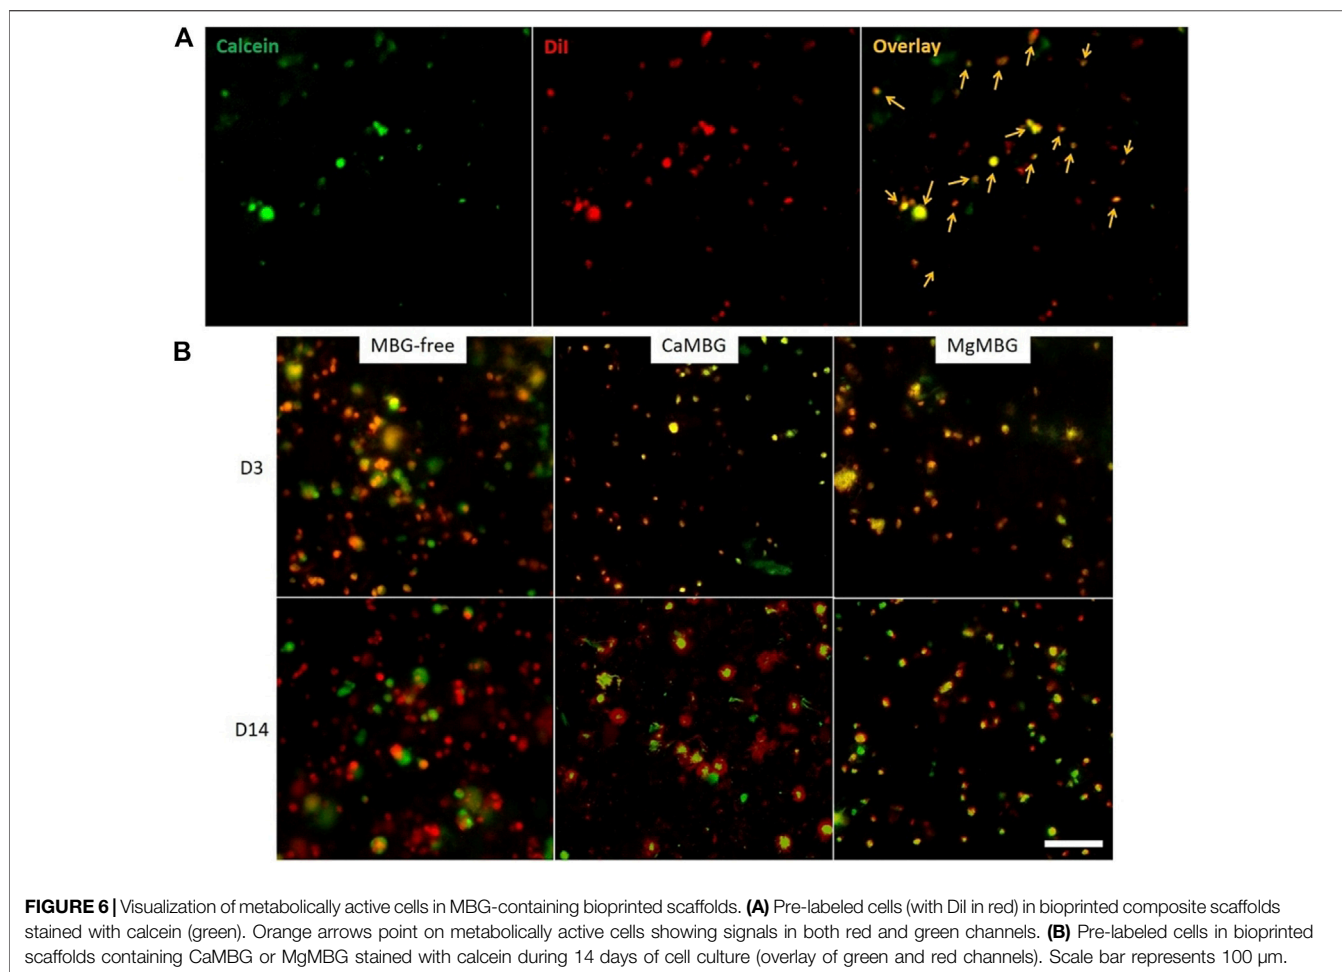 A
Calcein
DiI
Overlay
B
MBG-free
CaMBG
MgMBG
D3
D14
FIGURE 6 | Visualization of metabolically active cells in MBG-containing bioprinted scaffolds. (A) Pre-labeled cells (with DiI in red) in bioprinted composite scaffolds
stained with calcein (green). Orange arrows point on metabolically active cells showing signals in both red and green channels. (B) Pre-labeled cells in bioprinted
scaffolds containing CaMBG or MgMBG stained with calcein during 14 days of cell culture (overlay of green and red channels). Scale bar represents 100 µm.